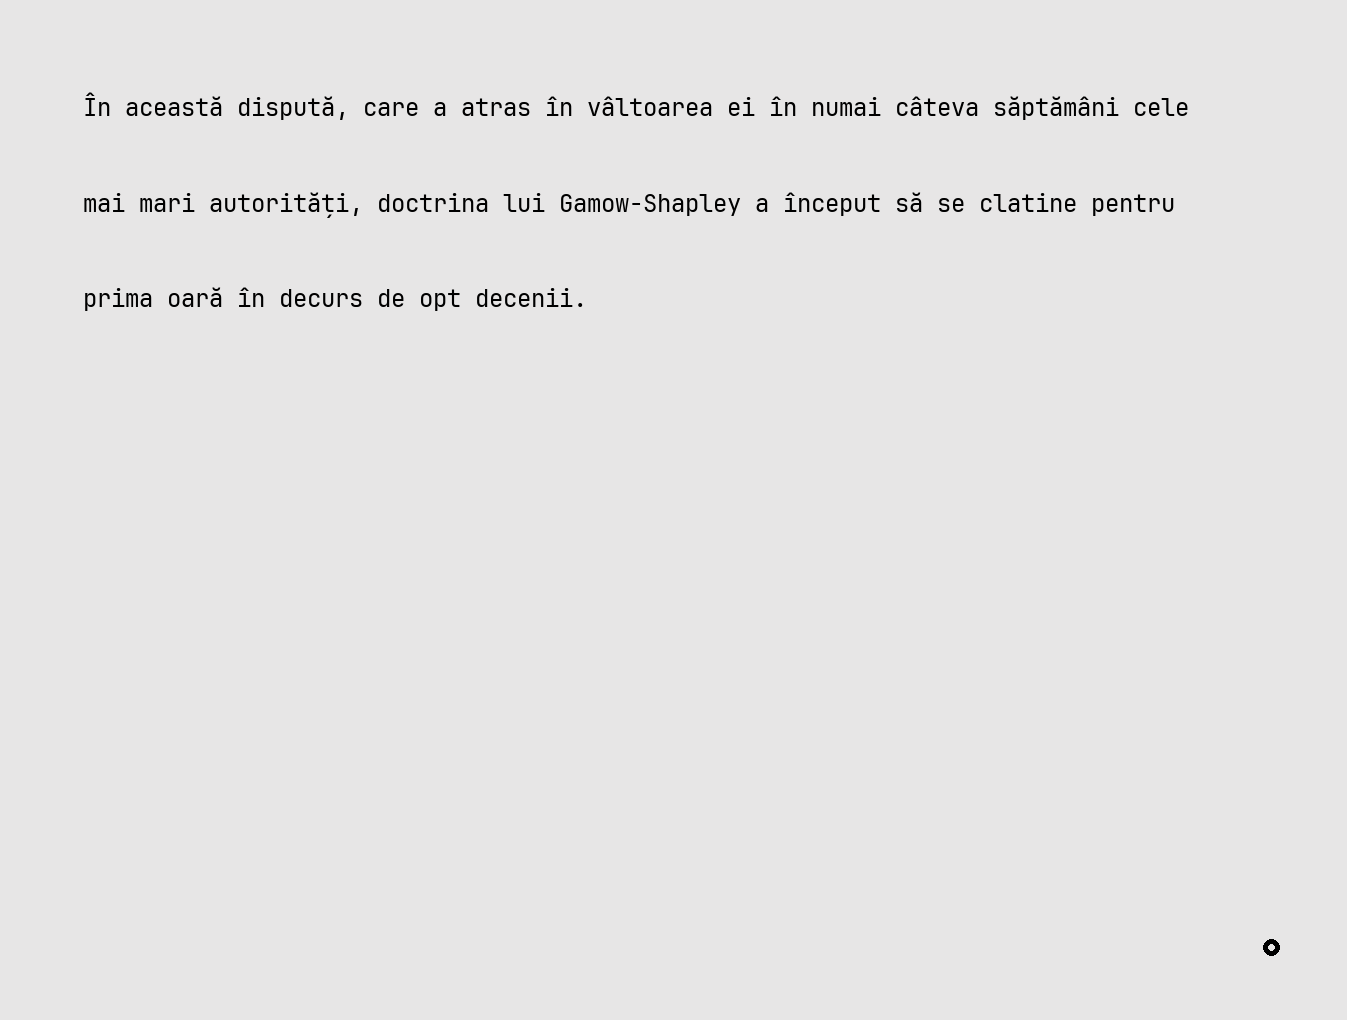 În această dispută, care a atras în vâltoarea ei în numai câteva săptămâni cele
mai mari autorități, doctrina lui Gamow-Shapley a început să se clatine pentru
prima oară în decurs de opt decenii.